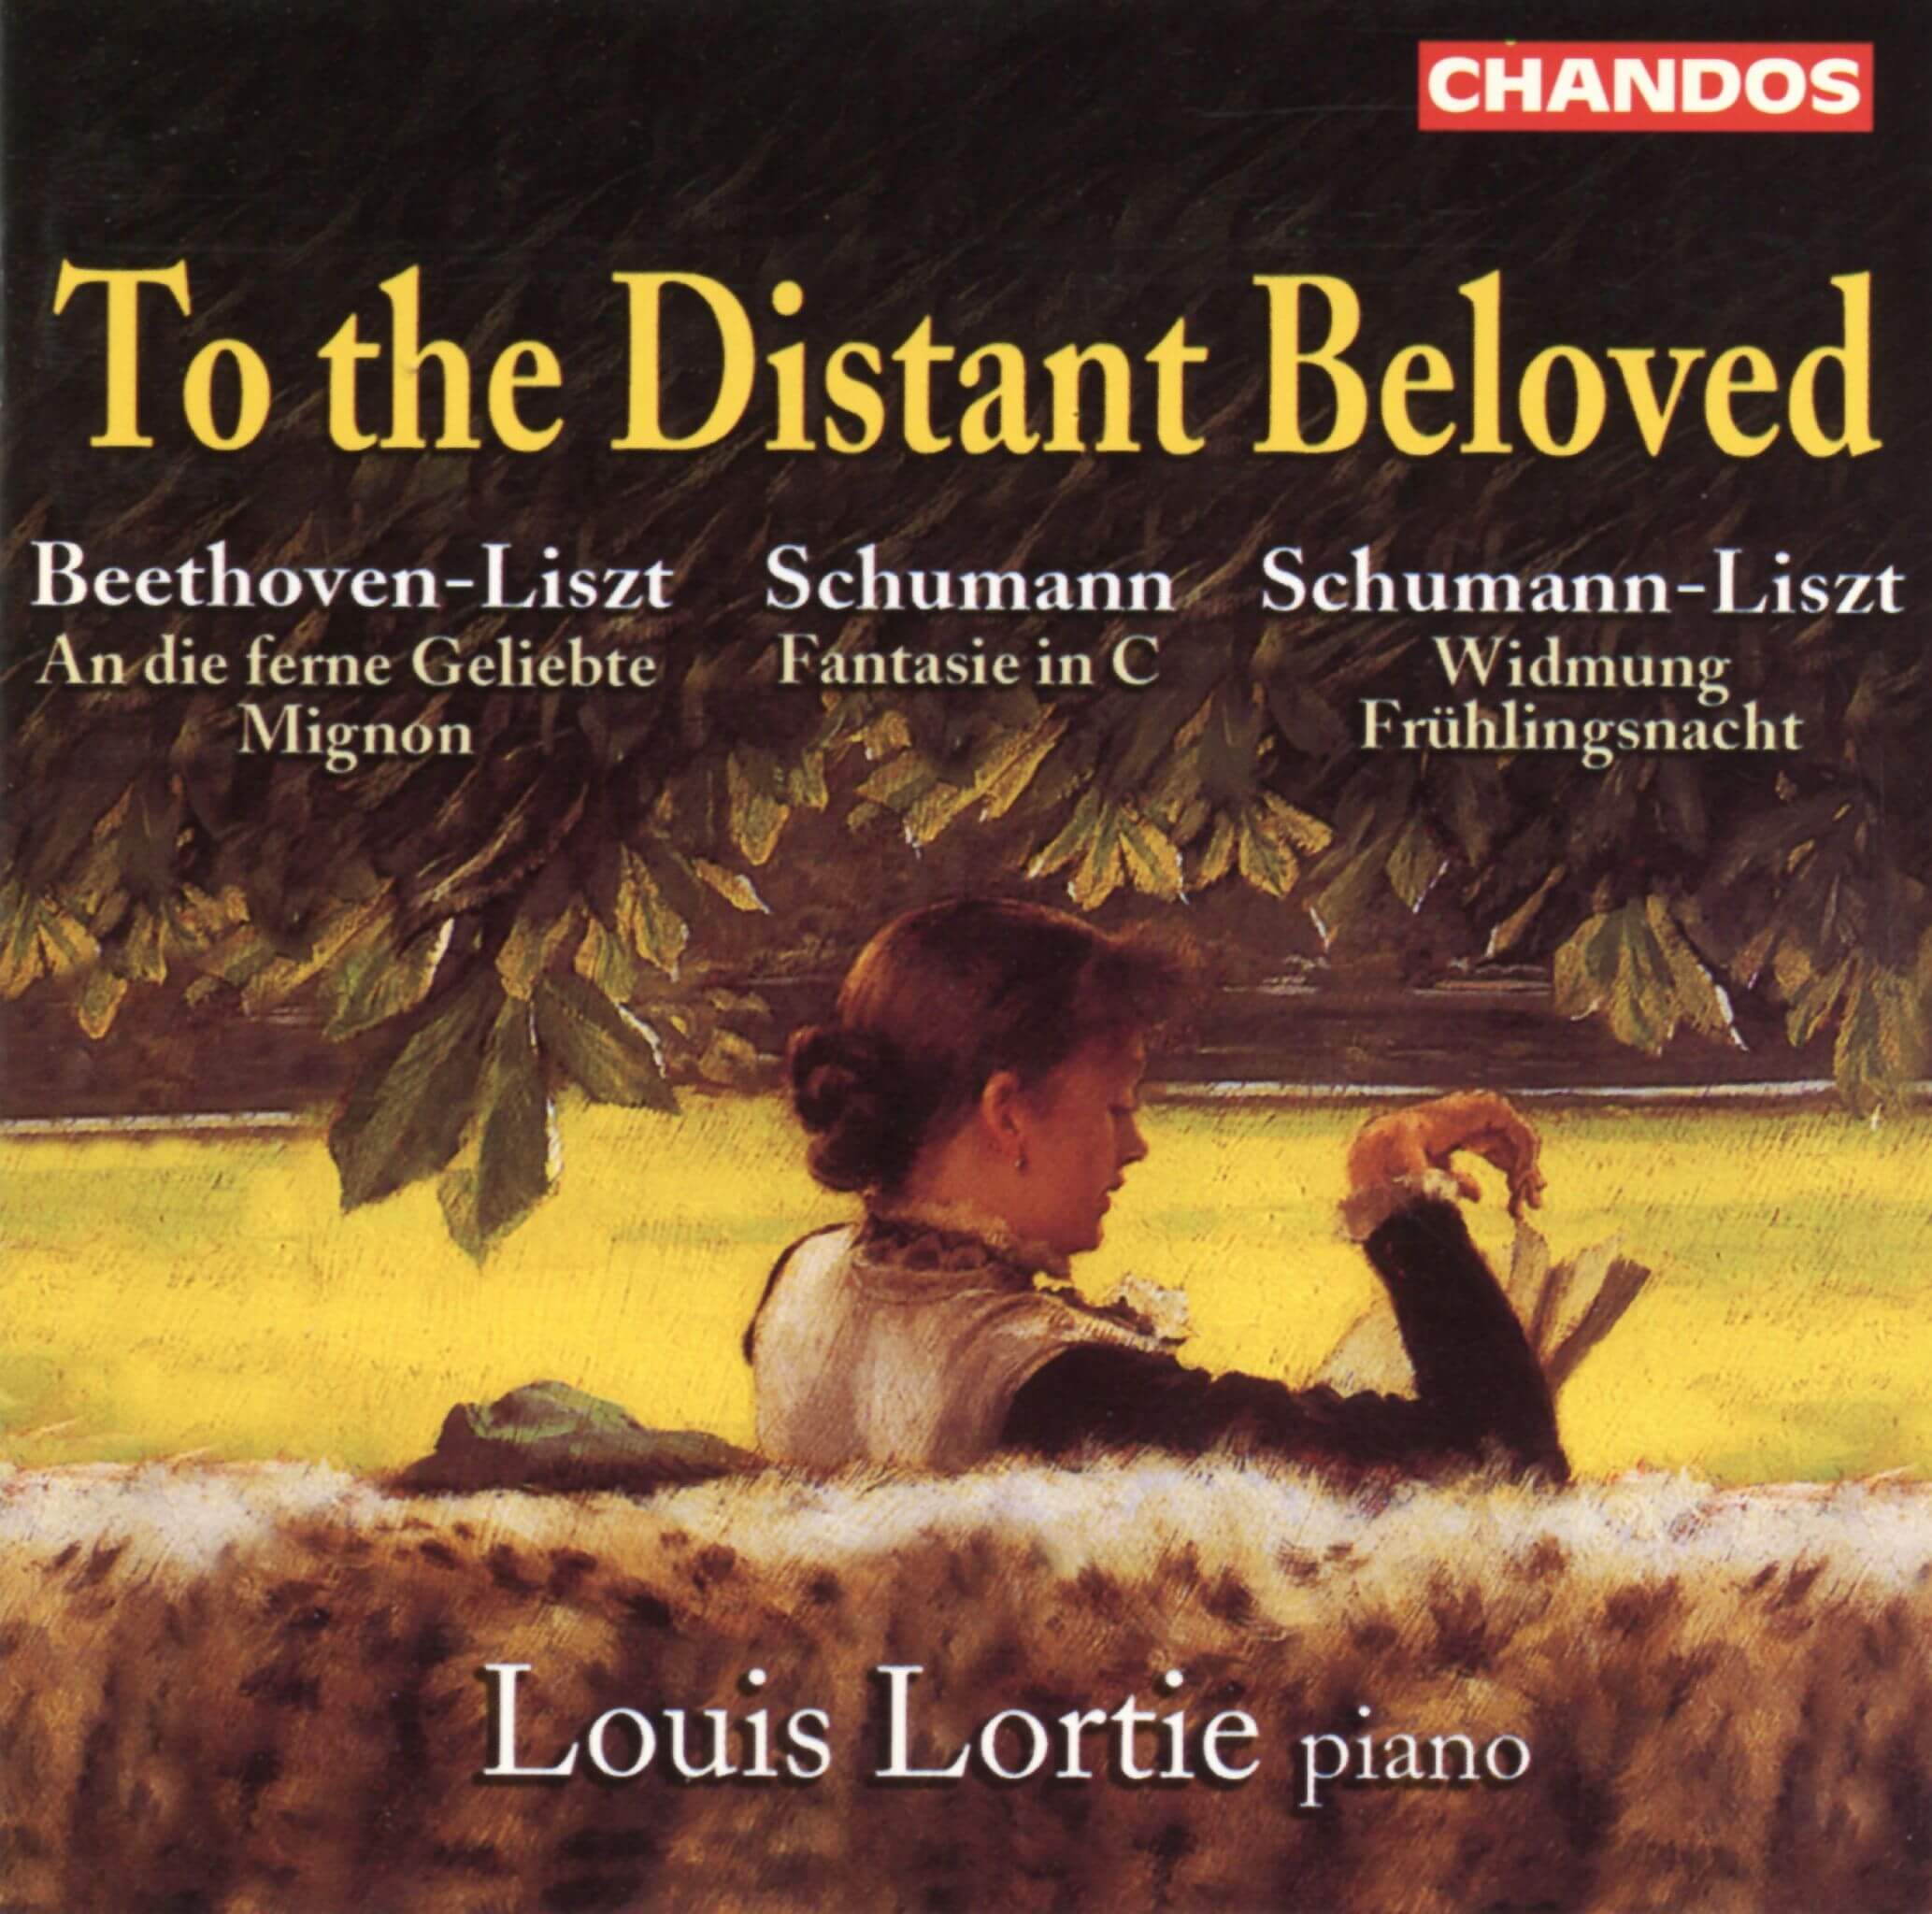 CHANDOS
To the Distant Beloved
Beethoven-Liszt
An die ferne Geliebte
Mignon
Schumann
Fantasie in C
Schumann-Liszt
Widmung
Frühlingsnacht
Louis Lortie piano